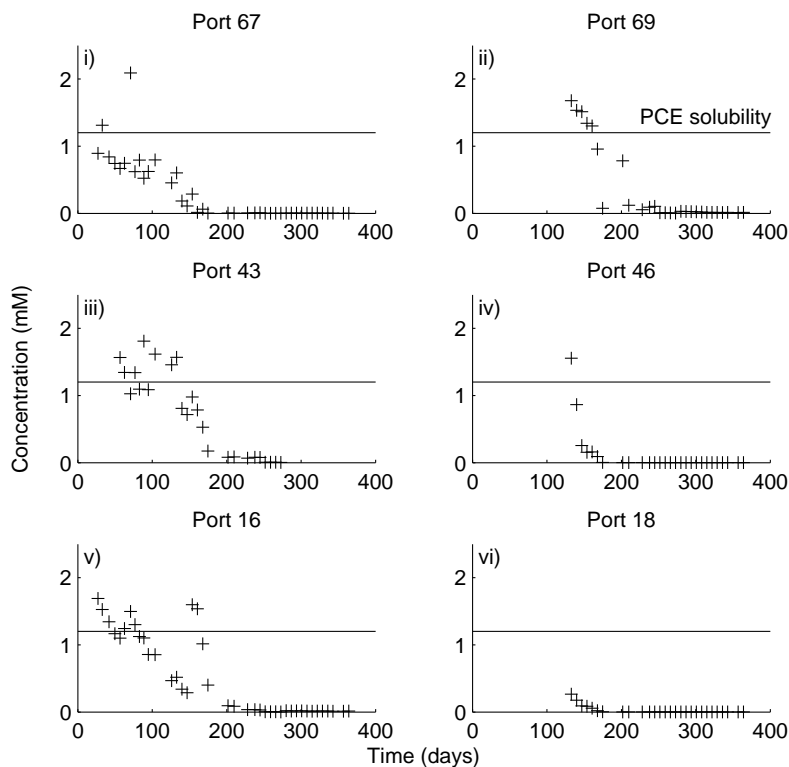 Port 67
Port 69
i)
ii)
2
2
PCE solubility
1
1
0
0
0 100 200 300 400
0 100 200 300 400
Port 43
Port 46
iii)
iv)
2
2
1
1
0
0
0 100 200 300 400
0 100 200 300 400
Concentration (mM)
Port 16
Port 18
v)
vi)
2
2
1
1
0
0
0 100 200 300 400
0 100 200 300 400
Time (days)